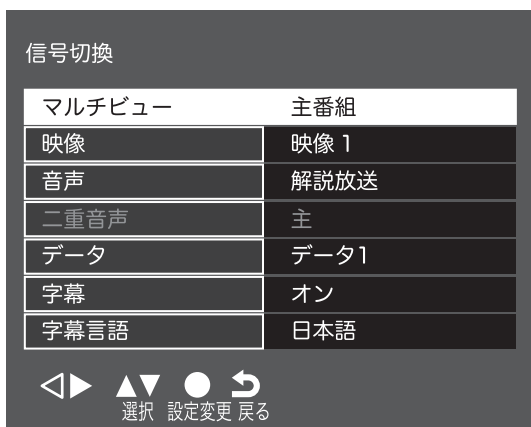 信号切換
マルチビュー 主番組
映像 映像 1
音声 解説放送
二重音声 主
データ データ1
字幕 オン
字幕言語 日本語
選択 設定変更 戻る